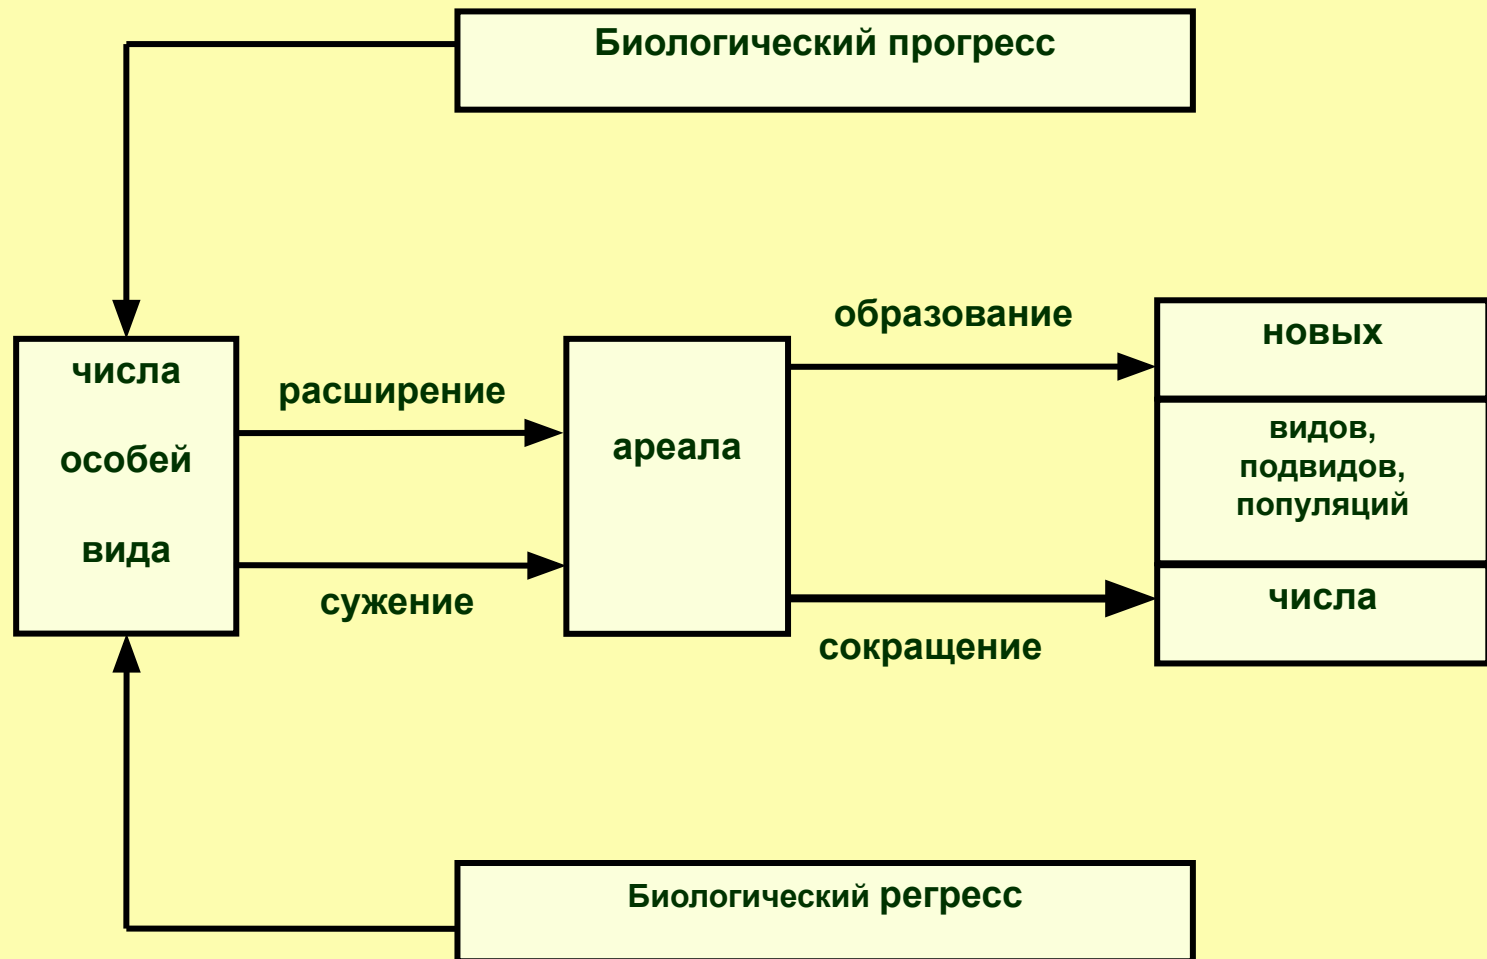 Биологический прогресс
числа
особей
вида
расширение
сужение
ареала
образование
сокращение
новых
видов,
подвидов,
популяций
числа
Биологический регресс